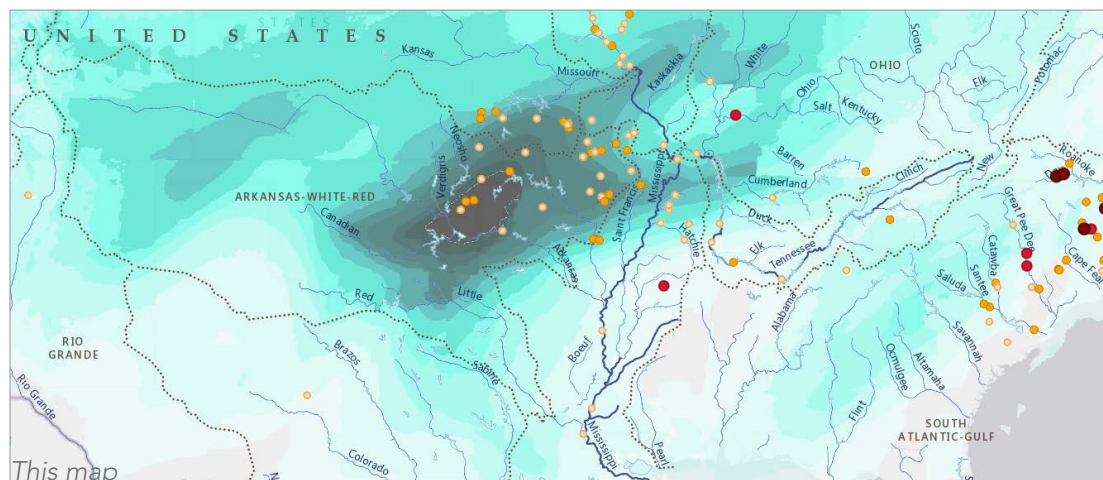 STATES
UNITED STATES
Kansas
Missouri
Kaskaskia
White
Scioto
OHIO
Ohio
Elk
Potomac
Salt
Kentucky
Neosho
Verdigris
Mississippi
Barren
Cumberland
Clinch
New
Roanoke
ARKANSAS-WHITE-RED
Canadian
Saint Francis
Duck
Hatchie
Elk
Tennessee
Great Pee Dee
Catawba
Cape Fear
Arkansas
Little
Red
Saluda
Santee
Alabama
RIO
GRANDE
Brazos
Sabine
Boeuf
Savannah
Altamaha
Ocmulgee
Flint
Rio Grande
SOUTH
ATLANTIC-GULF
Mississippi
Pearl
Colorado
This map